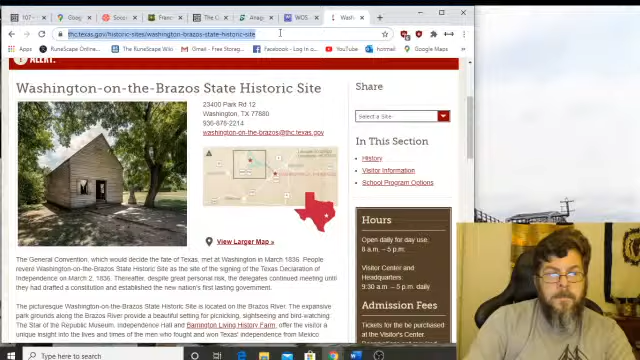 107 -
Goog
Franc
The C
WDS
Wash
thc.texas.gov/historic-sites/washington-brazos-state-historic-site
RuneScape Online
The RuneScape Wiki
Gmail - Free Storag...
Facebook - Log In o...
YouTube
hotmail
Google Maps
ALERT:
Washington-on-the-Brazos State Historic Site
23400 Park Rd 12
Washington, TX 77880
936-878-2214
washington-on-the-brazos@thc.texas.gov
View Larger Map »
The General Convention, which would decide the fate of Texas, met at Washington in March 1836. People
revered Washington-on-the-Brazos State Historic Site as the site of the signing of the Texas Declaration of
Independence on March 2, 1836. Thereafter, despite great personal risk, the delegates continued meeting until
they had drafted a constitution and established the new nation's first lasting government.
The picturesque Washington-on-the-Brazos State Historic Site is located on the Brazos River. The expansive
park grounds along the Brazos River provide a beautiful setting for picnicking, sightseeing and bird-watching.
The Star of the Republic Museum, Independence Hall and Barrington Living History Farm, offer the visitor a
unique insight into the lives and times of the men who fought and won Texas' independence from Mexico
Share
Select a Site
In This Section
History
Visitor Information
School Program Options
Hours
Open daily for day use:
8 a.m. – 5 p.m.
Visitor Center and
Headquarters:
9:30 a.m. – 5 p.m. daily
Admission Fees
Tickets for the be purchased
at the Visitor's Center
Type here to search